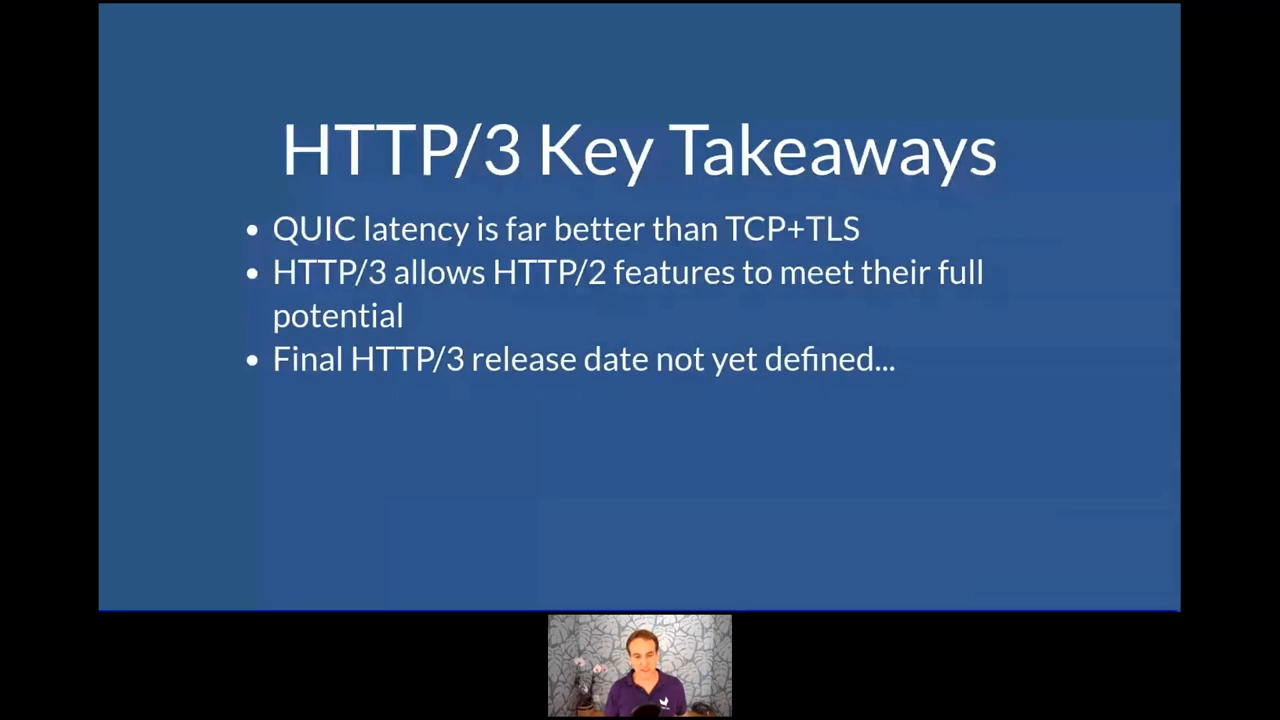 HTTP/3 Key Takeaways
• QUIC latency is far better than TCP+TLS
• HTTP/3 allows HTTP/2 features to meet their full
potential
• Final HTTP/3 release date not yet defined...